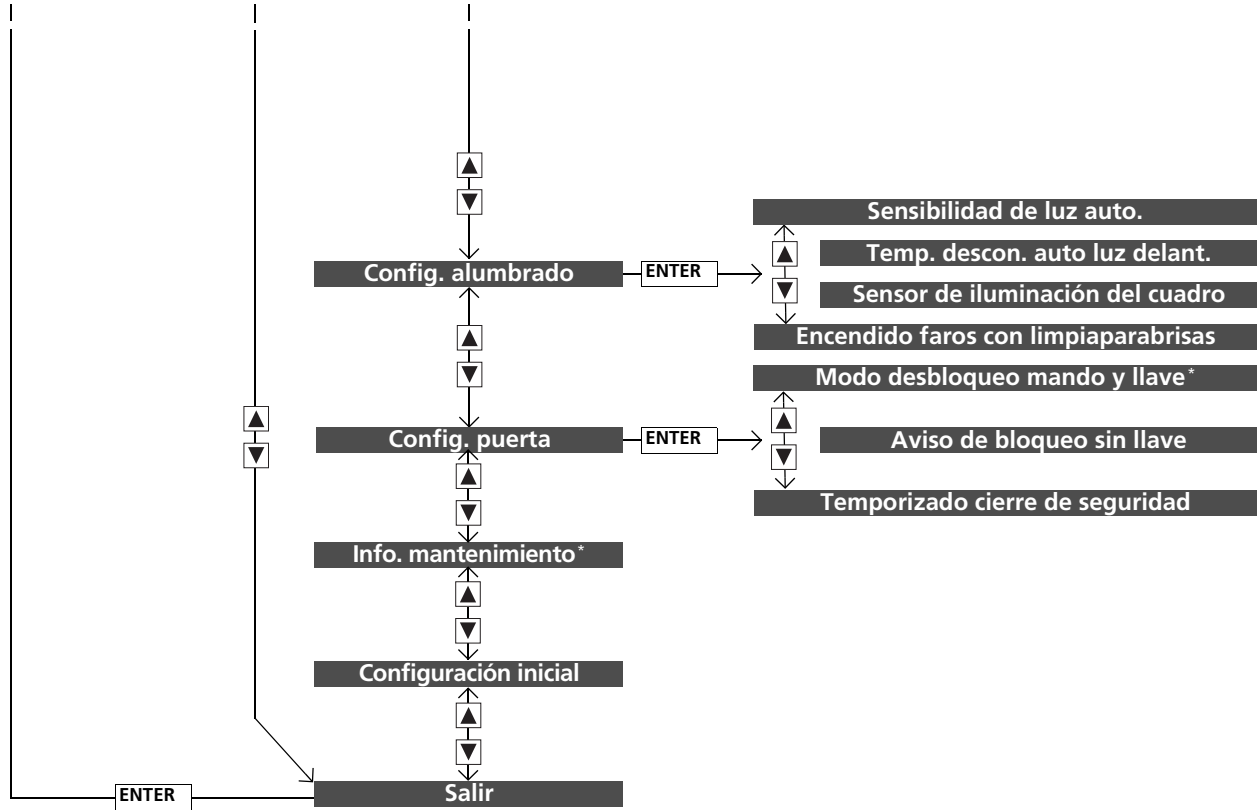 ▲
▼
Sensibilidad de luz auto.
▲
Temp. descon. auto luz delant.
Config. alumbrado
ENTER
▼
Sensor de iluminación del cuadro
Encendido faros con limpiaparabrisas
▲
▼
Modo desbloqueo mando y llave*
▲
▼
▲
Config. puerta
ENTER
Aviso de bloqueo sin llave
▼
▲
▼
Temporizado cierre de seguridad
Info. mantenimiento*
▲
▼
Configuración inicial
▲
▼
ENTER
Salir